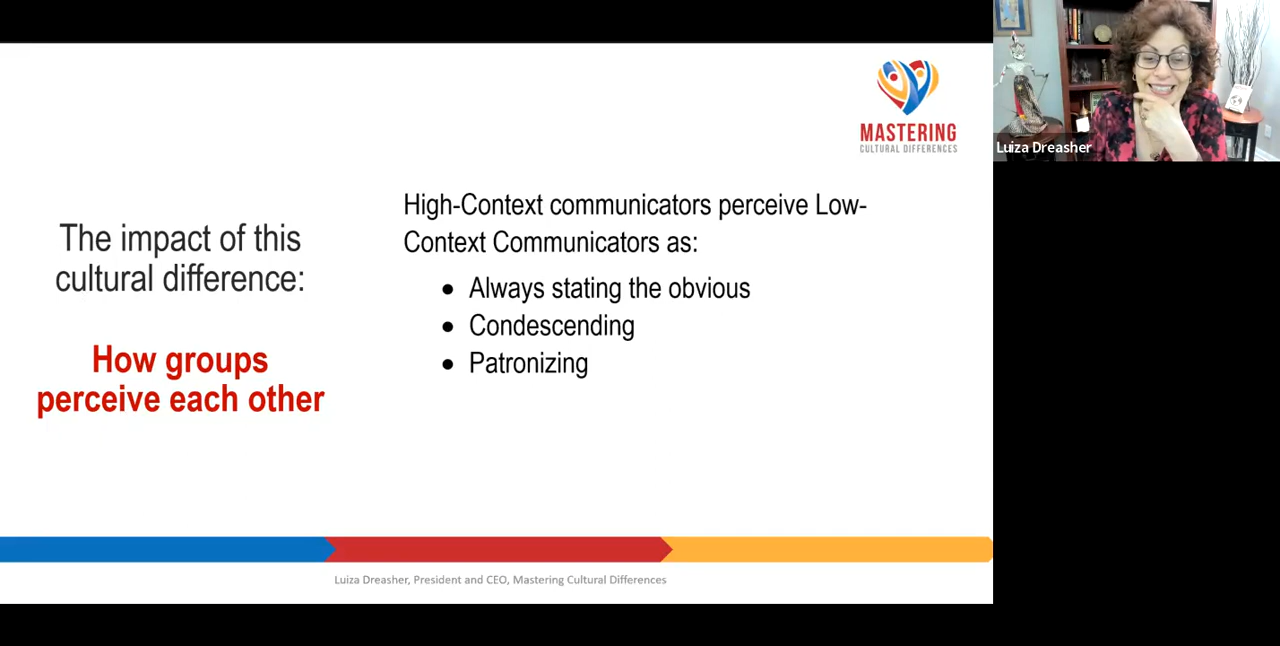 MASTERING
CULTURAL DIFFERENCES
Luiza Dreasher
The impact of this
cultural difference:
How groups
perceive each other
High-Context communicators perceive Low-
Context Communicators as:
• Always stating the obvious
• Condescending
• Patronizing
Luiza Dreasher, President and CEO, Mastering Cultural Differences